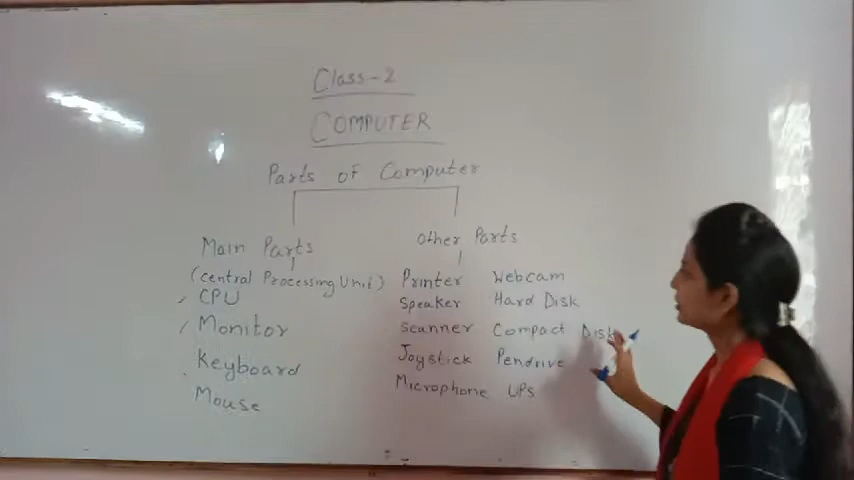 Class-2
COMPUTER
Parts of Computer
Main Parts
(central Processing Unit)
CPU
Monitor
Keyboard
Mouse
Other Parts
Printer Webcam
Speaker Hard Disk
Scanner Compact Disk
Joystick Pendrive
Microphone UPS